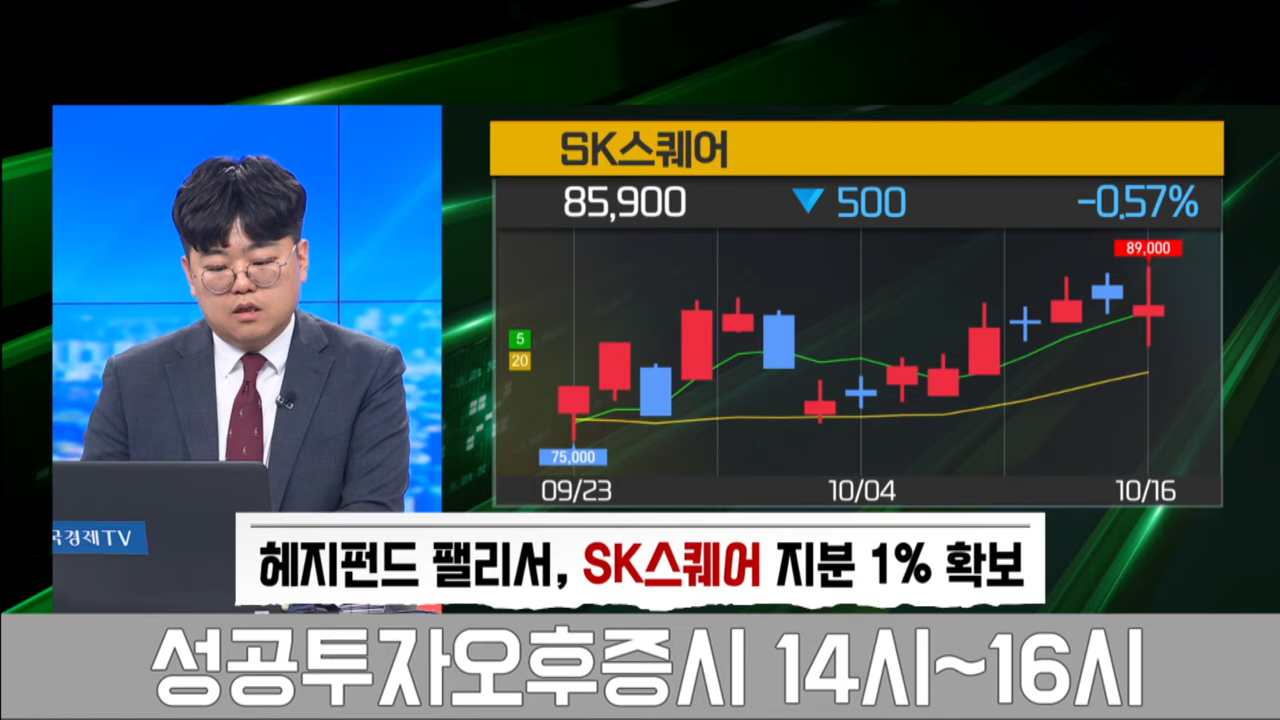 SK스퀘어
85,900 ▼ 500 -0.57%
89,000
5
20
75,000
09/23 10/04 10/16
국경제TV
헤지펀드 팰리서, SK스퀘어 지분 1% 확보
성공투자오후증시 14시~16시